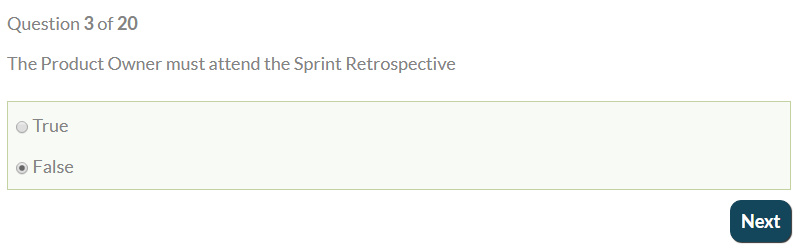 Question 3 of 20
The Product Owner must attend the Sprint Retrospective
True
False
Next